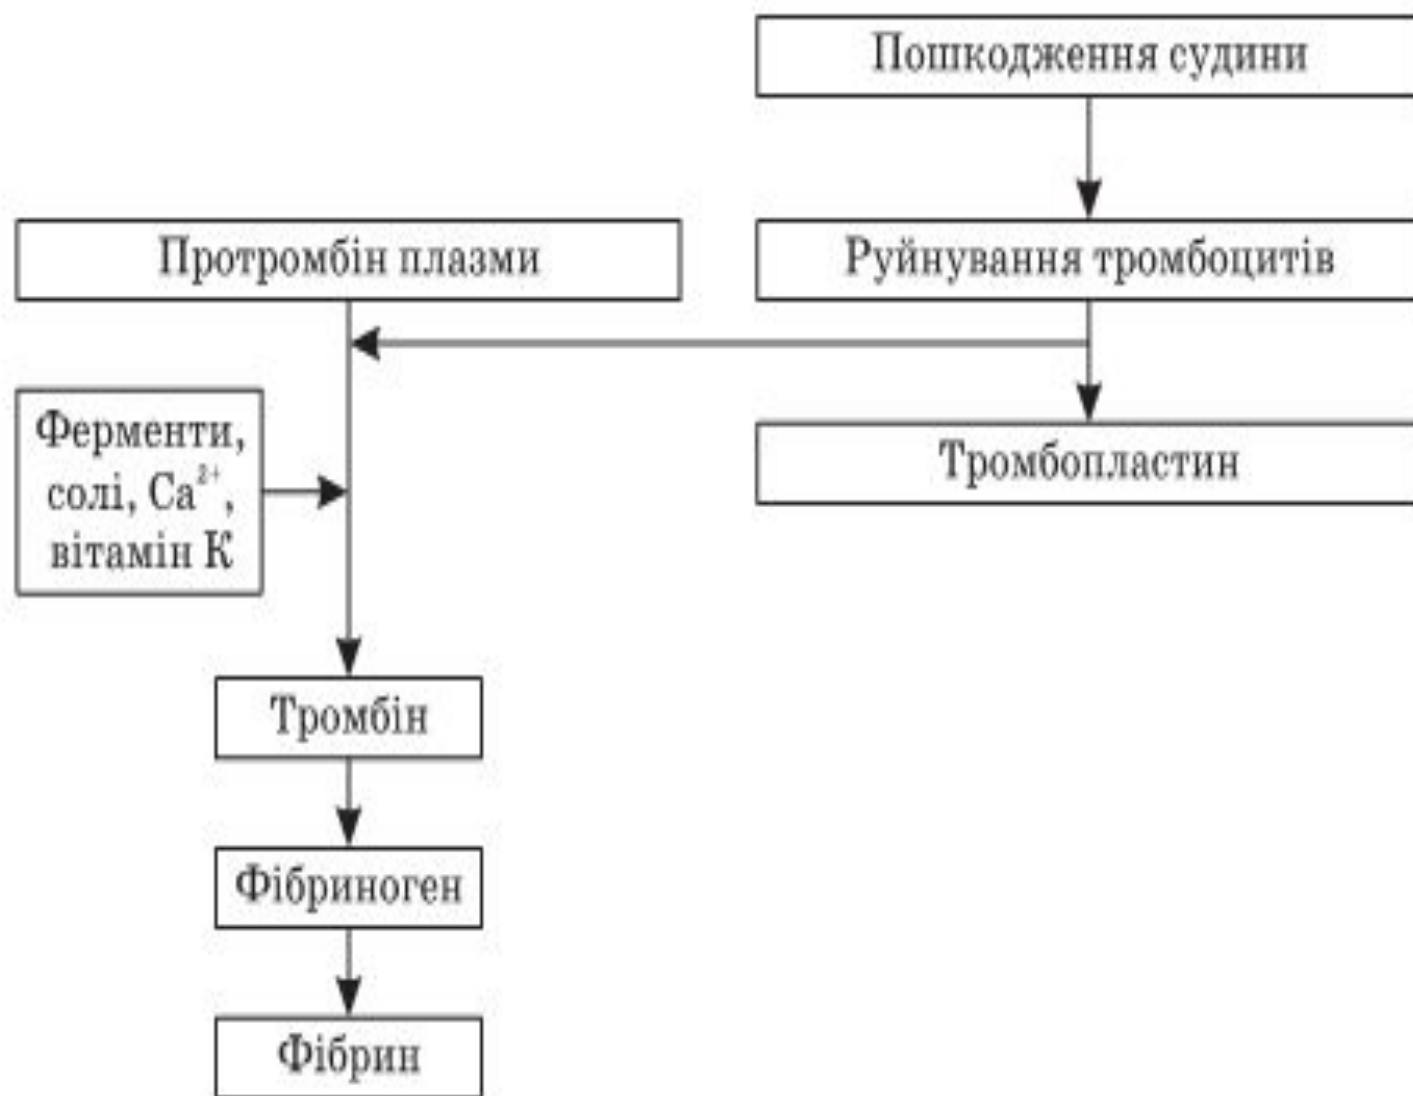 Пошкодження судини
Протромбін плазми
Руйнування тромбоцитів
Ферменти,
солі, Ca²⁺,
вітамін K
Тромбопластин
Тромбін
Фібриноген
Фібрин